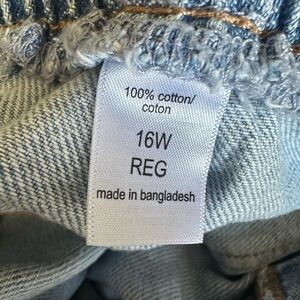 100% cotton/
coton
16W
REG
made in bangladesh